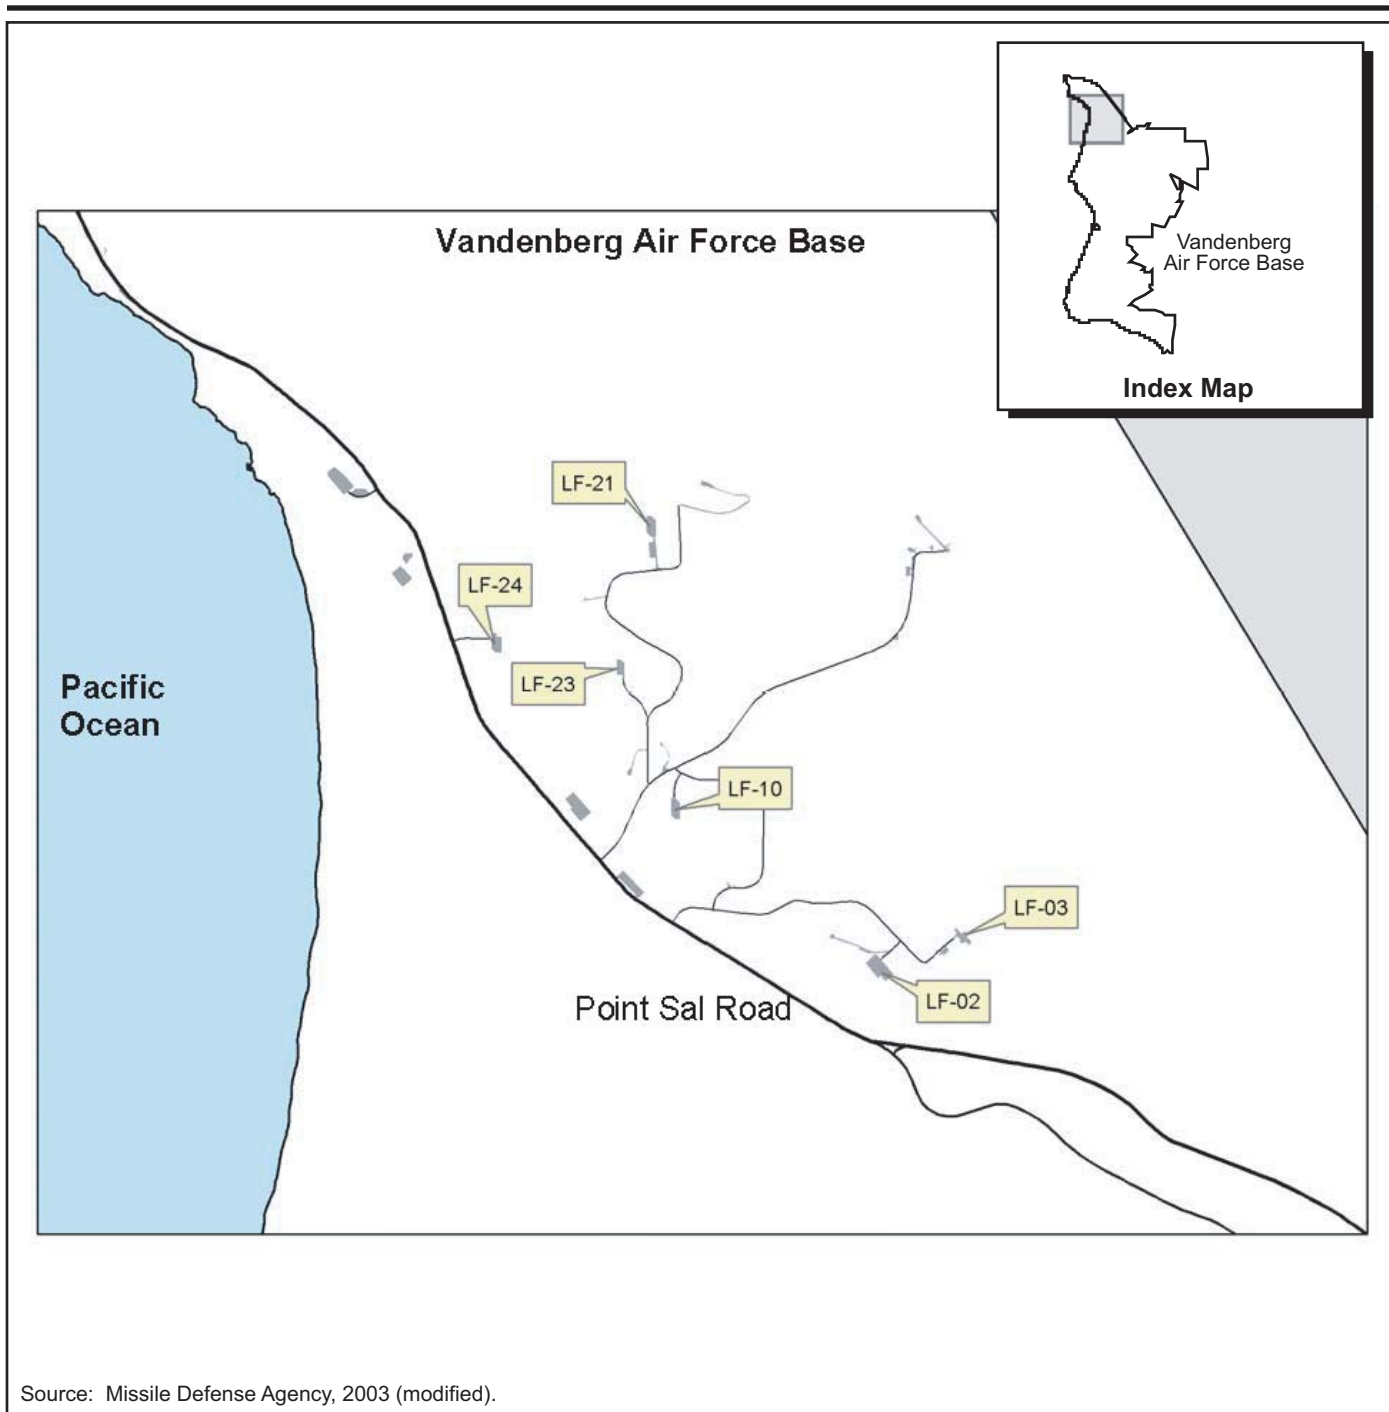 Vandenberg
Air Force Base
Index Map
Vandenberg Air Force Base
LF-21
LF-24
LF-23
Pacific
Ocean
LF-10
LF-03
LF-02
Point Sal Road
Source: Missile Defense Agency, 2003 (modified).